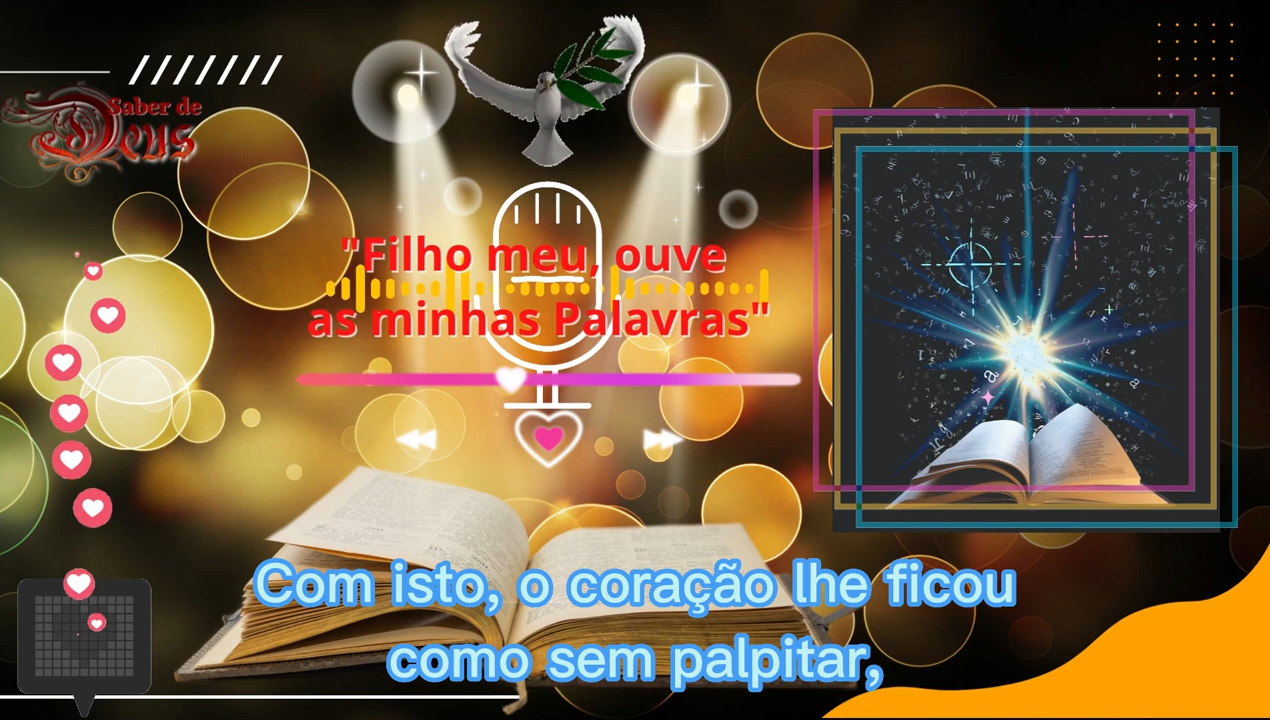 Saber de
Deus
"Filho meu, ouve
as minhas Palavras"
Com isto, o coração lhe ficou
como sem palpitar,